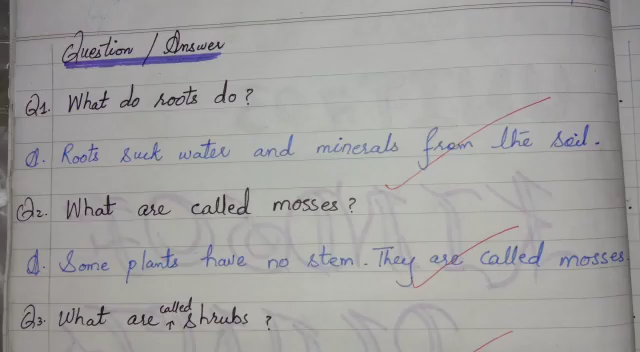 Question / Answer
Q1. What do roots do?
A. Roots suck water and minerals from the soil.
Q2. What are called mosses?
A. Some plants have no stem. They are called mosses
Q3. What are called shrubs?